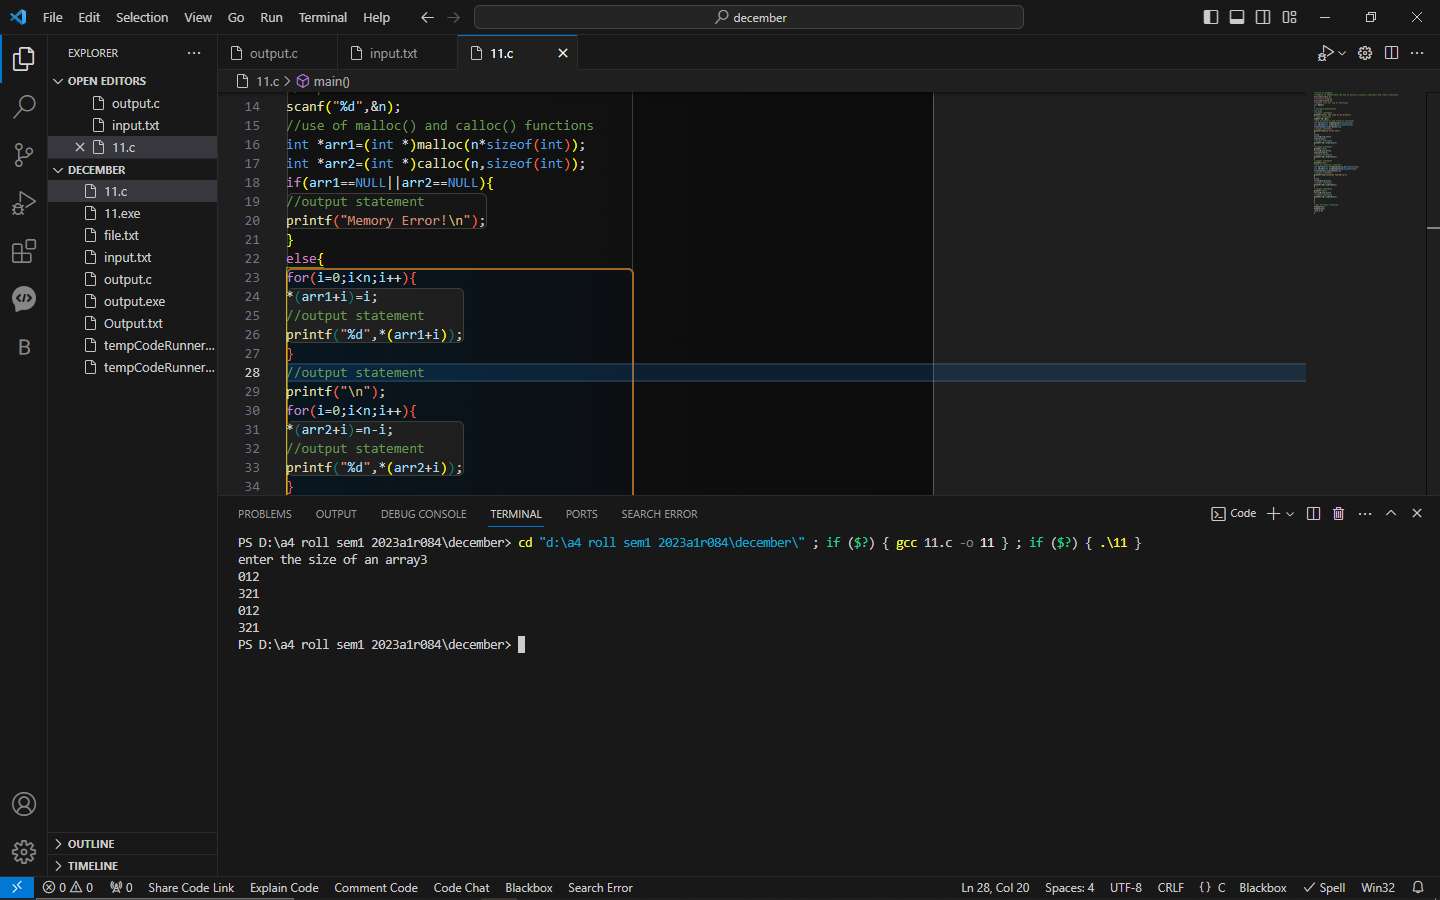 File Edit Selection View Go Run Terminal Help
december
EXPLORER
OPEN EDITORS
output.c
input.txt
11.c
DECEMBER
11.c
11.exe
file.txt
input.txt
output.c
output.exe
Output.txt
tempCodeRunner...
tempCodeRunner...
OUTLINE
TIMELINE
output.c input.txt 11.c
11.c > main()
14 scanf("%d",&n);
15 //use of malloc() and calloc() functions
16 int *arr1=(int *)malloc(n*sizeof(int));
17 int *arr2=(int *)calloc(n,sizeof(int));
18 if(arr1==NULL||arr2==NULL){
19 //output statement
20 printf("Memory Error!\n");
21 }
22 else{
23 for(i=0;i<n;i++){
24 *(arr1+i)=i;
25 //output statement
26 printf("%d",*(arr1+i));
27 }
28 //output statement
29 printf("\n");
30 for(i=0;i<n;i++){
31 *(arr2+i)=n-i;
32 //output statement
33 printf("%d",*(arr2+i));
34 }
PROBLEMS OUTPUT DEBUG CONSOLE TERMINAL PORTS SEARCH ERROR
Code
PS D:\a4 roll sem1 2023a1r084\december> cd "d:\a4 roll sem1 2023a1r084\december\" ; if ($?) { gcc 11.c -o 11 } ; if ($?) { .\11 }
enter the size of an array3
012
321
012
321
PS D:\a4 roll sem1 2023a1r084\december>
0 0 0 Share Code Link Explain Code Comment Code Code Chat Blackbox Search Error
Ln 28, Col 20 Spaces: 4 UTF-8 CRLF {} C Blackbox Spell Win32